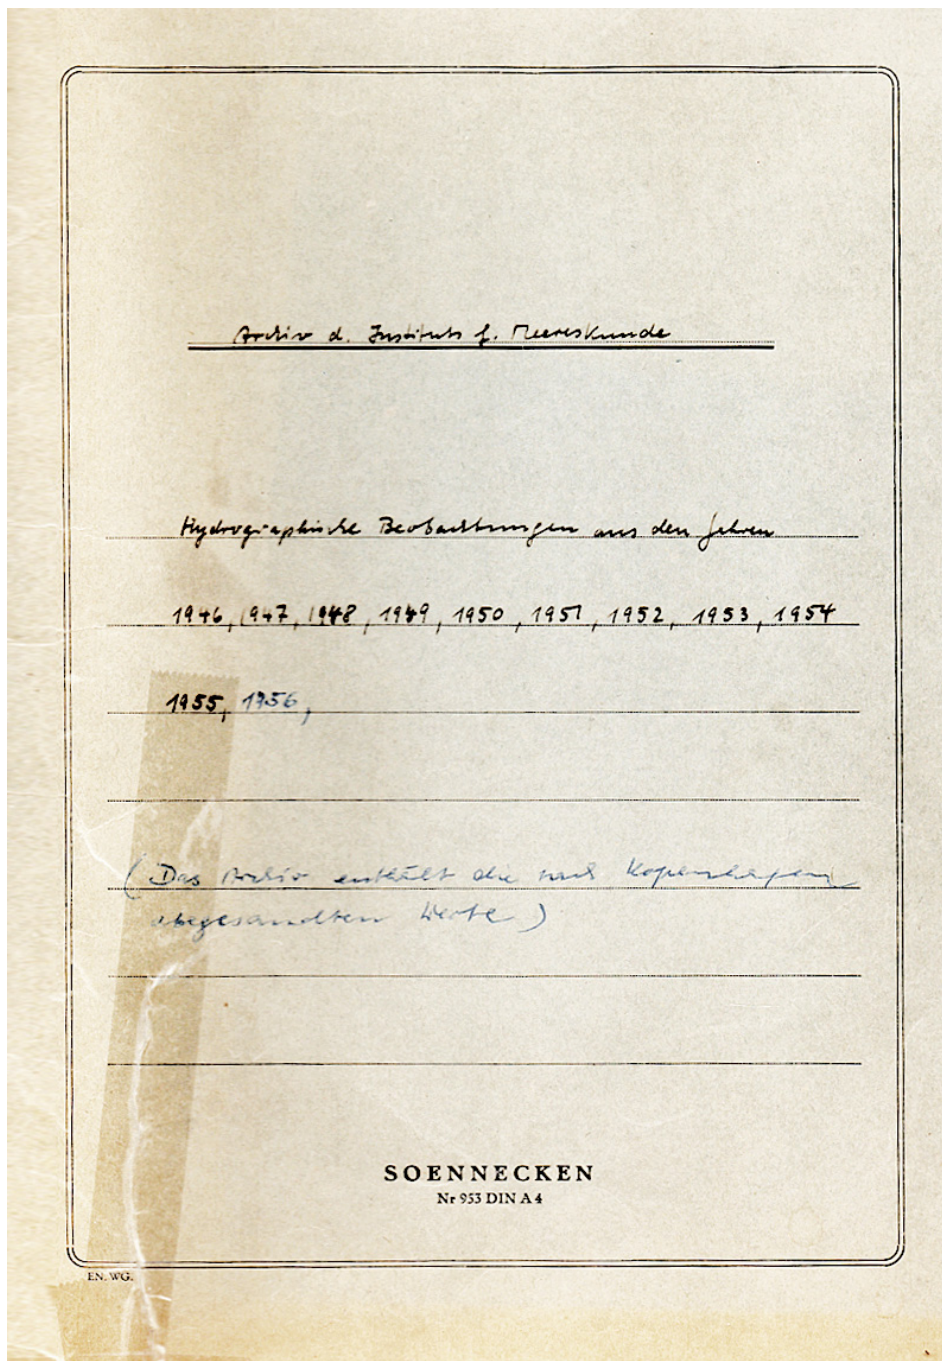 Archiv d. Instituts f. Meereskunde
Hydrographische Beobachtungen aus den Jahren
1946, 1947, 1948, 1949, 1950, 1951, 1952, 1953, 1954
1955, 1956,
(Das Archiv enthält die nach Kopenhagen
abgesandten Werte)
SOENNECKEN
Nr 953 DIN A 4
EN. WG.